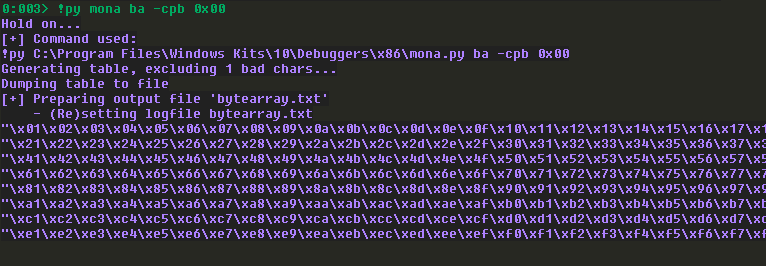 0:003> !py mona ba -cpb 0x00
Hold on...
[+] Command used:
!py C:\Program Files\Windows Kits\10\Debuggers\x86\mona.py ba -cpb 0x00
Generating table, excluding 1 bad chars...
Dumping table to file
[+] Preparing output file 'bytearray.txt'
    - (Re)setting logfile bytearray.txt
"\x01\x02\x03\x04\x05\x06\x07\x08\x09\x0a\x0b\x0c\x0d\x0e\x0f\x10\x11\x12\x13\x14\x15\x16\x17\x1
"\x21\x22\x23\x24\x25\x26\x27\x28\x29\x2a\x2b\x2c\x2d\x2e\x2f\x30\x31\x32\x33\x34\x35\x36\x37\x3
"\x41\x42\x43\x44\x45\x46\x47\x48\x49\x4a\x4b\x4c\x4d\x4e\x4f\x50\x51\x52\x53\x54\x55\x56\x57\x5
"\x61\x62\x63\x64\x65\x66\x67\x68\x69\x6a\x6b\x6c\x6d\x6e\x6f\x70\x71\x72\x73\x74\x75\x76\x77\x7
"\x81\x82\x83\x84\x85\x86\x87\x88\x89\x8a\x8b\x8c\x8d\x8e\x8f\x90\x91\x92\x93\x94\x95\x96\x97\x9
"\xa1\xa2\xa3\xa4\xa5\xa6\xa7\xa8\xa9\xaa\xab\xac\xad\xae\xaf\xb0\xb1\xb2\xb3\xb4\xb5\xb6\xb7\xb
"\xc1\xc2\xc3\xc4\xc5\xc6\xc7\xc8\xc9\xca\xcb\xcc\xcd\xce\xcf\xd0\xd1\xd2\xd3\xd4\xd5\xd6\xd7\xd
"\xe1\xe2\xe3\xe4\xe5\xe6\xe7\xe8\xe9\xea\xeb\xec\xed\xee\xef\xf0\xf1\xf2\xf3\xf4\xf5\xf6\xf7\xf